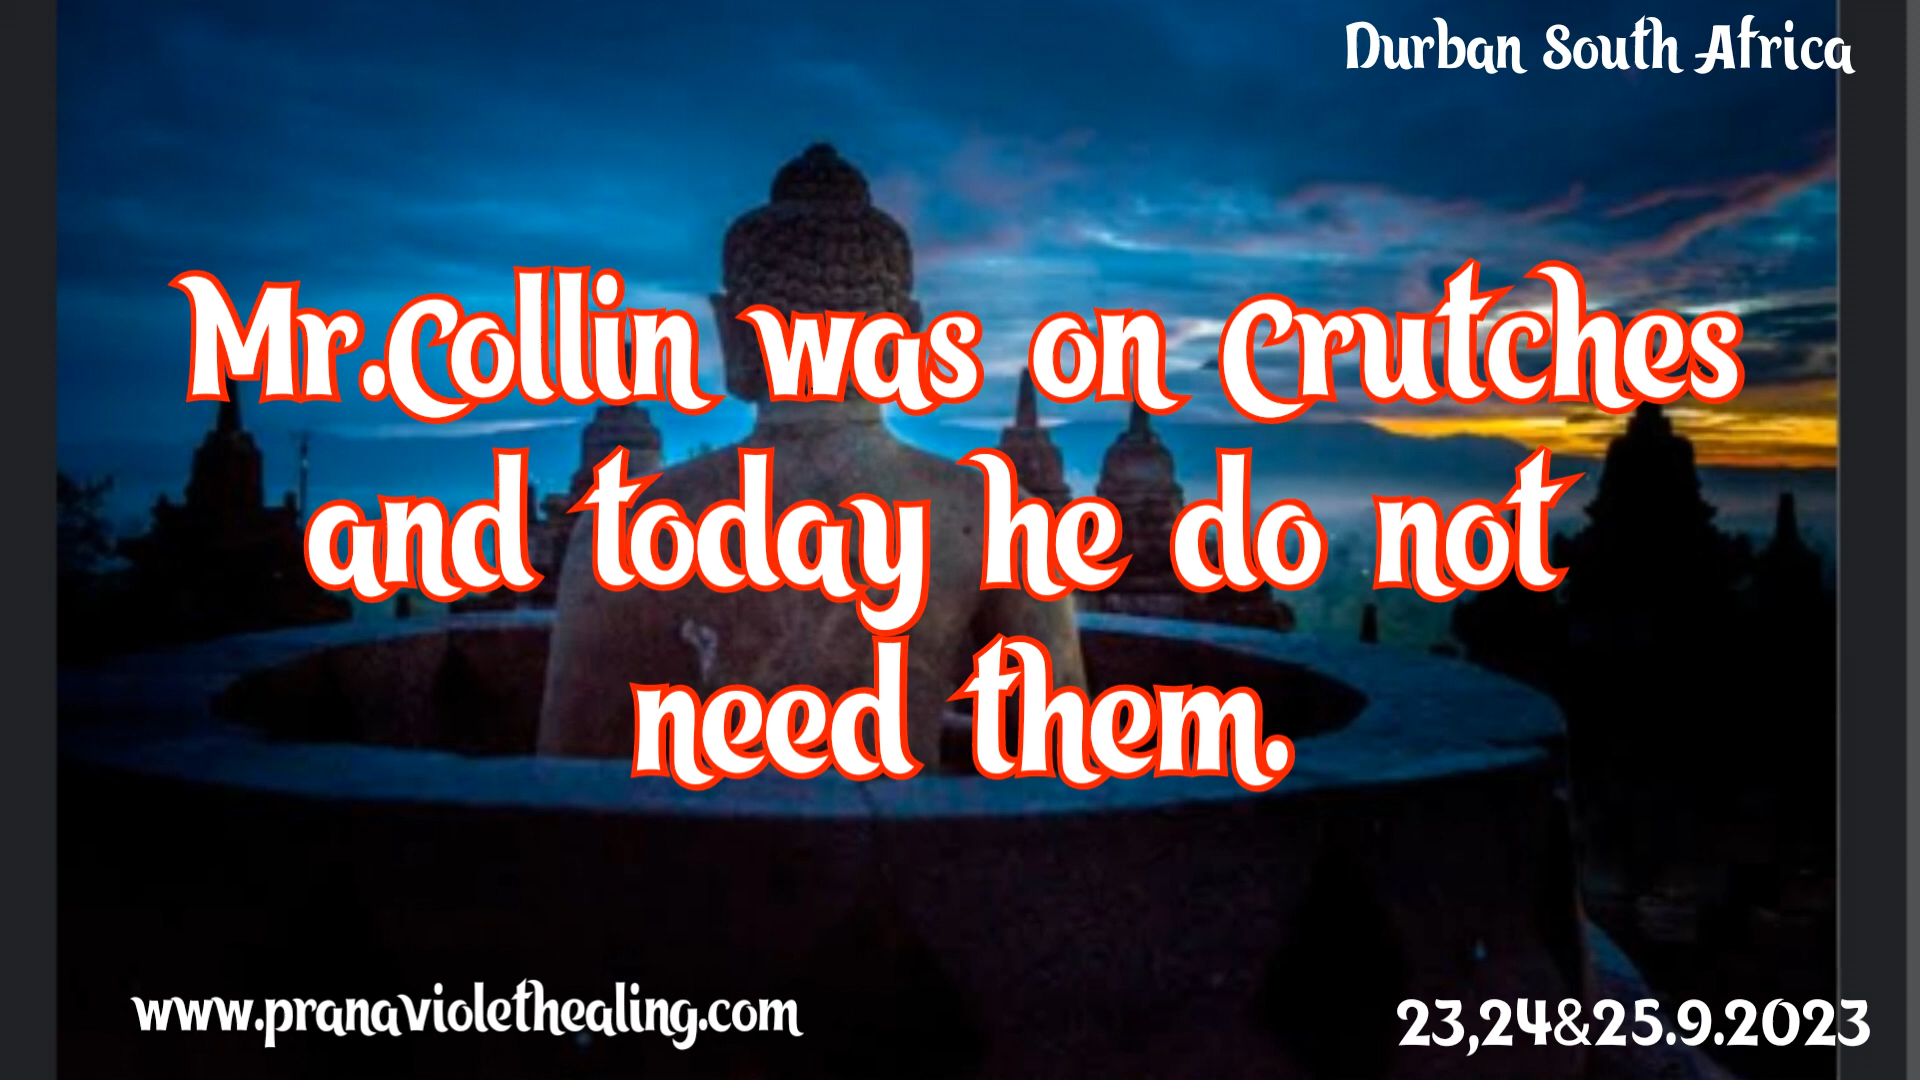 Durban South Africa
Mr.Collin was on Crutches
and today he do not
need them.
www.pranaviolethealing.com
23,24&25.9.2023